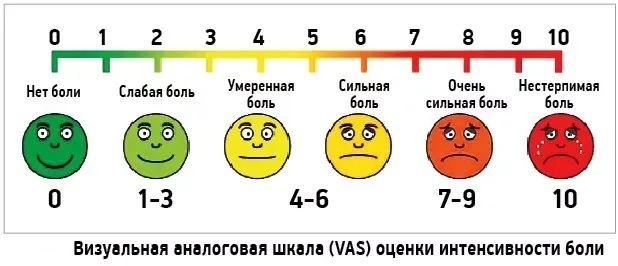 0 1 2 3 4 5 6 7 8 9 10
Нет боли
Слабая боль
Умеренная
боль
Сильная
боль
Очень
сильная боль
Нестерпимая
боль
0 1-3 4-6 7-9 10
Визуальная аналоговая шкала (VAS) оценки интенсивности боли